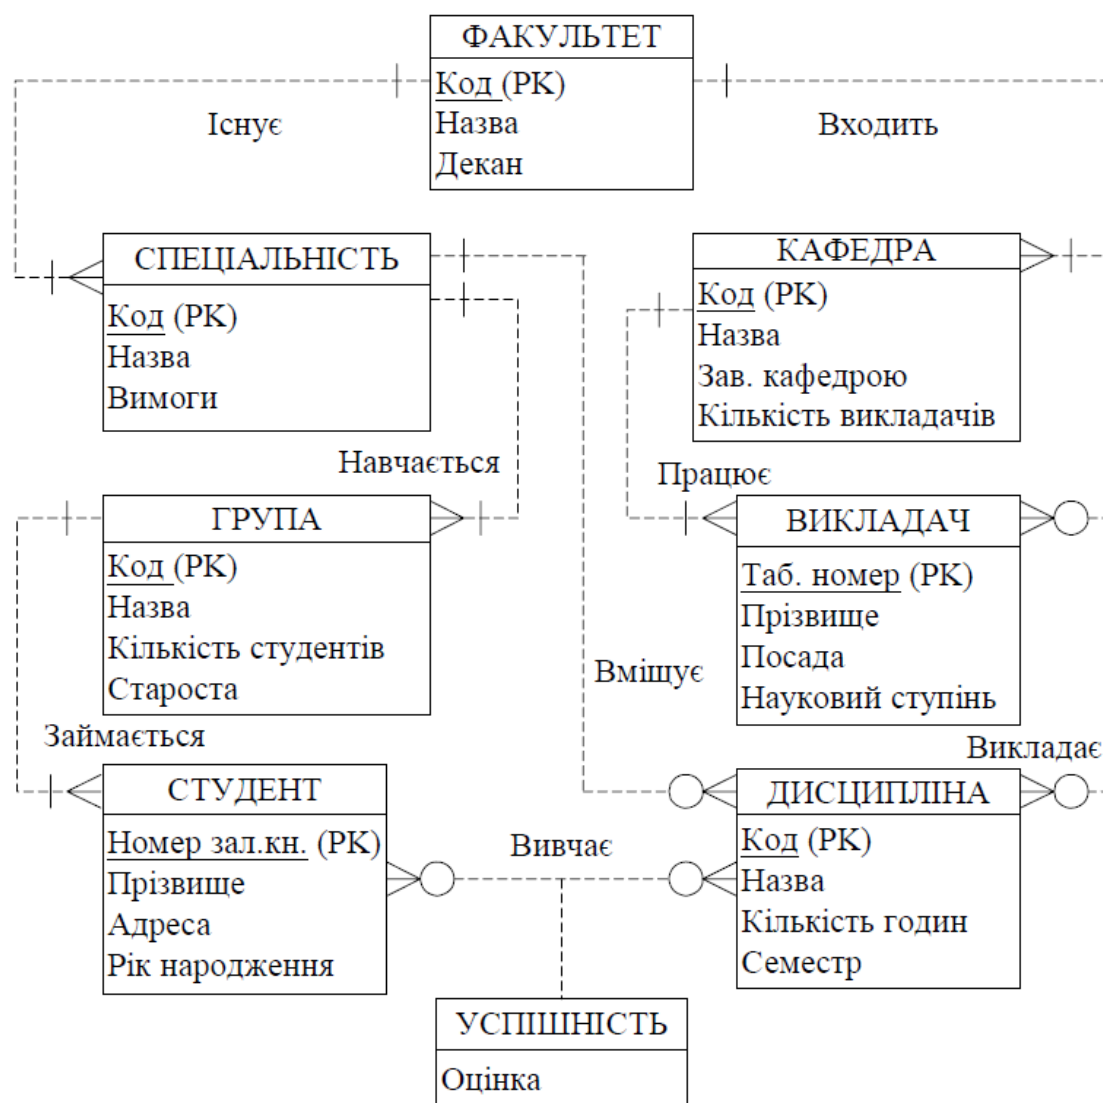 ФАКУЛЬТЕТ
Код (PK)
Назва
Декан
Існує
Входить
СПЕЦІАЛЬНІСТЬ
Код (PK)
Назва
Вимоги
КАФЕДРА
Код (PK)
Назва
Зав. кафедрою
Кількість викладачів
Навчається
Працює
ГРУПА
Код (PK)
Назва
Кількість студентів
Староста
ВИКЛАДАЧ
Таб. номер (PK)
Прізвище
Посада
Науковий ступінь
Вміщує
Займається
Викладає
СТУДЕНТ
Номер зал.кн. (PK)
Прізвище
Адреса
Рік народження
Вивчає
ДИСЦИПЛІНА
Код (PK)
Назва
Кількість годин
Семестр
УСПІШНІСТЬ
Оцінка